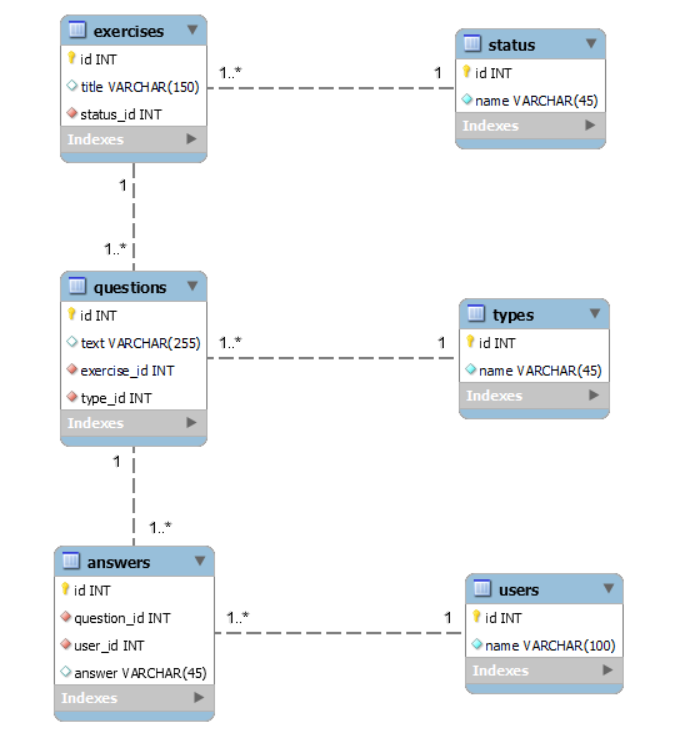 exercises
id INT
title VARCHAR(150)
status_id INT
Indexes
1..*
1
status
id INT
name VARCHAR(45)
Indexes
1
1..*
questions
id INT
text VARCHAR(255)
exercise_id INT
type_id INT
Indexes
1..*
1
types
id INT
name VARCHAR(45)
Indexes
1
1..*
answers
id INT
question_id INT
user_id INT
answer VARCHAR(45)
Indexes
1..*
1
users
id INT
name VARCHAR(100)
Indexes